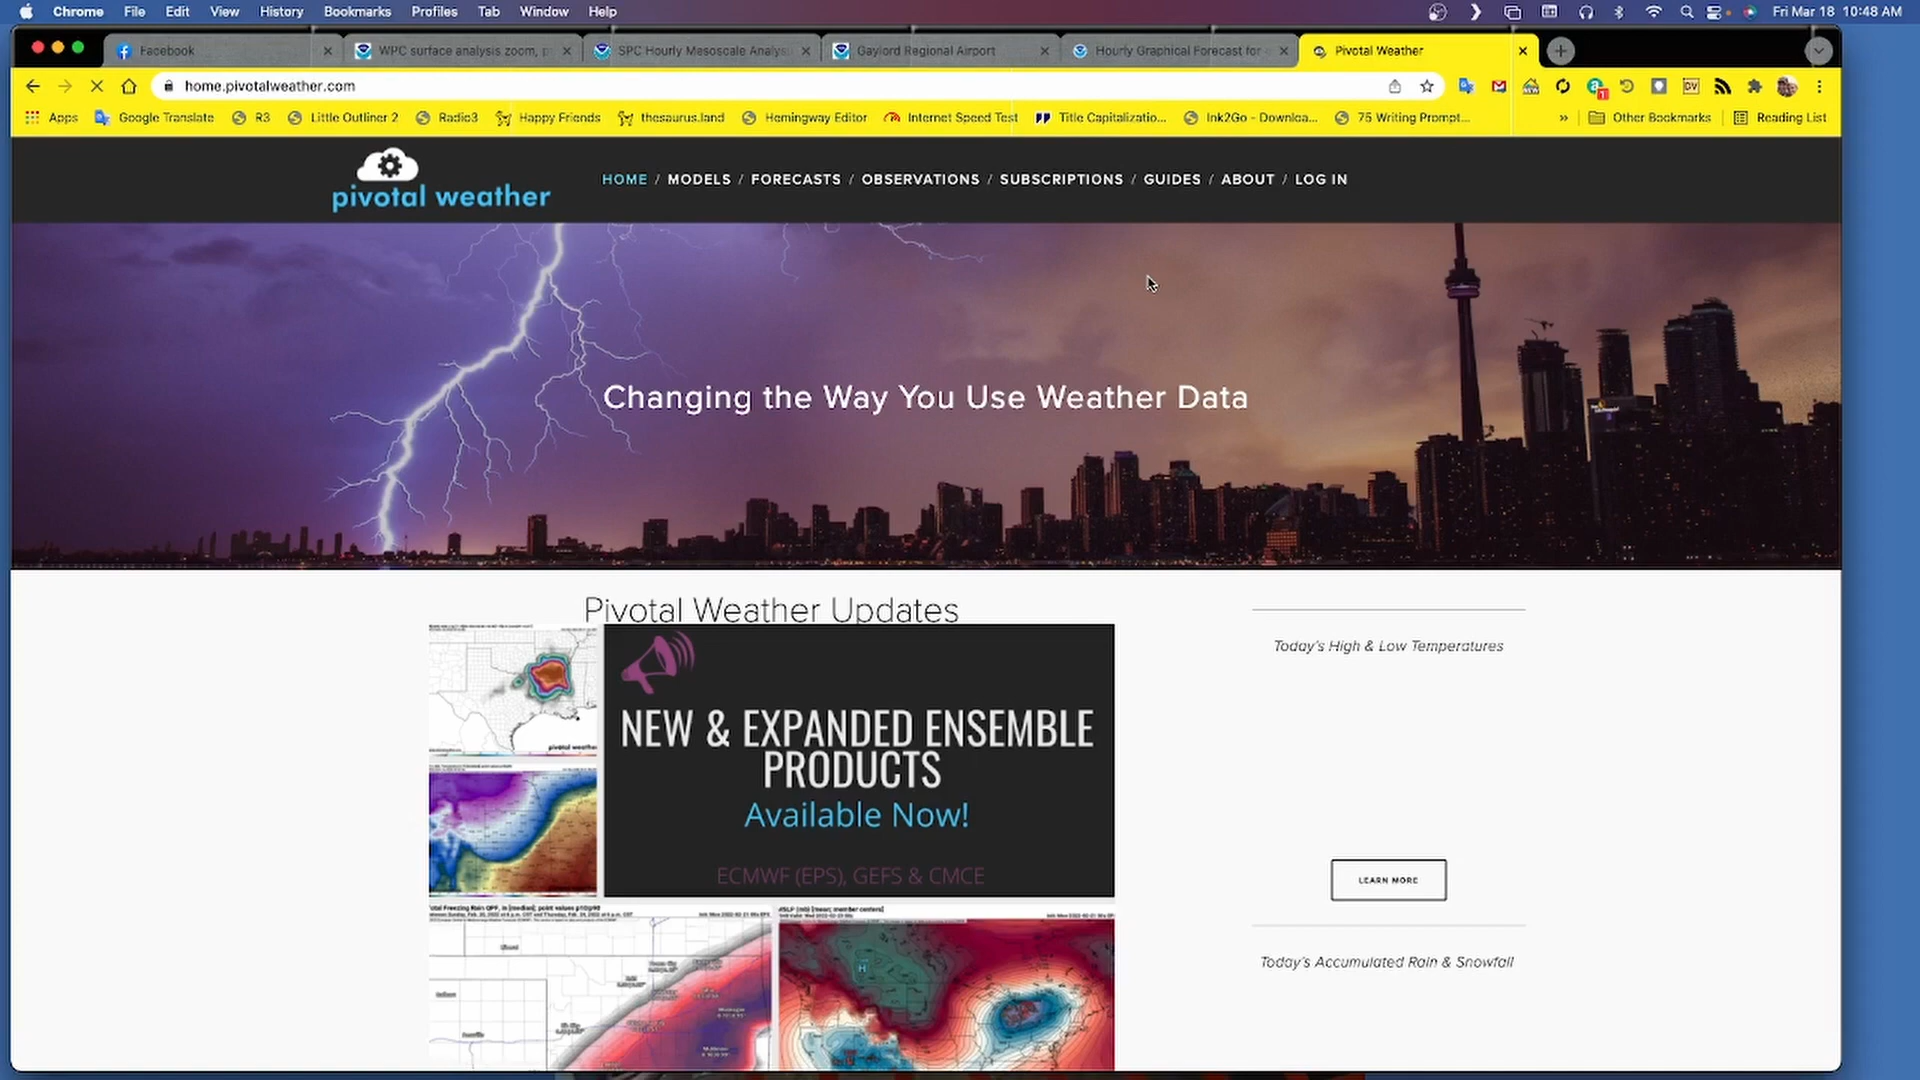 Chrome File Edit View History Bookmarks Profiles Tab Window Help Fri Mar 18 10:48 AM
Facebook WPC surface analysis zoom, SPC Hourly Mesoscale Analys Gaylord Regional Airport Hourly Graphical Forecast for Pivotal Weather
home.pivotalweather.com
Apps Google Translate R3 Little Outliner 2 Radio3 Happy Friends thesaurus.land Hemingway Editor Internet Speed Test Title Capitalizatio... Ink2Go - Downloa... 75 Writing Prompt... » Other Bookmarks Reading List
pivotal weather
HOME / MODELS / FORECASTS / OBSERVATIONS / SUBSCRIPTIONS / GUIDES / ABOUT / LOG IN
Changing the Way You Use Weather Data
Pivotal Weather Updates
NEW & EXPANDED ENSEMBLE
PRODUCTS
Available Now!
ECMWF (EPS), GEFS & CMCE
pivotal weather
Today's High & Low Temperatures
LEARN MORE
Today's Accumulated Rain & Snowfall